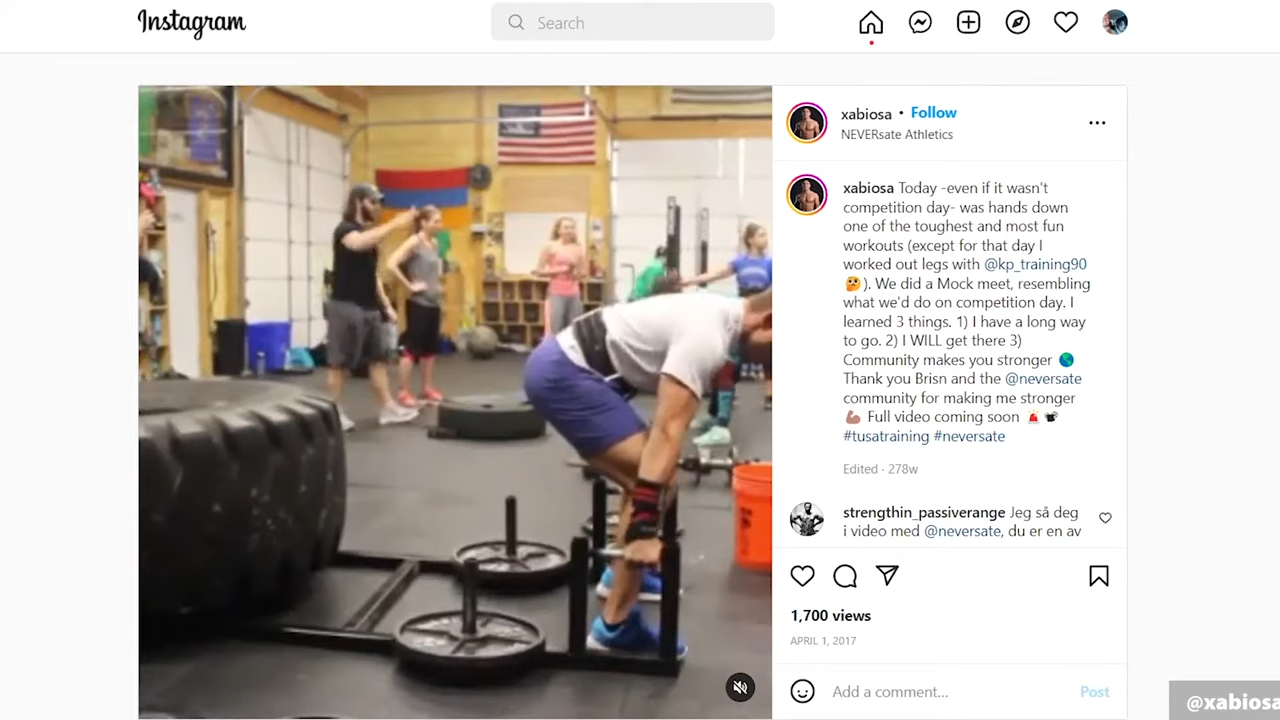 Instagram
Search
xabiosa • Follow
NEVERsate Athletics
xabiosa Today -even if it wasn't
competition day- was hands down
one of the toughest and most fun
workouts (except for that day I
worked out legs with @kp_training90
🤔). We did a Mock meet, resembling
what we'd do on competition day. I
learned 3 things. 1) I have a long way
to go. 2) I WILL get there 3)
Community makes you stronger 🌎
Thank you Brisn and the @neversate
community for making me stronger
💪🏽 Full video coming soon 🚨 📽
#tusatraining #neversate
Edited · 278w
strengthin_passiverange Jeg så deg
i video med @neversate, du er en av
1,700 views
APRIL 1, 2017
Add a comment...
Post
@xabiosa